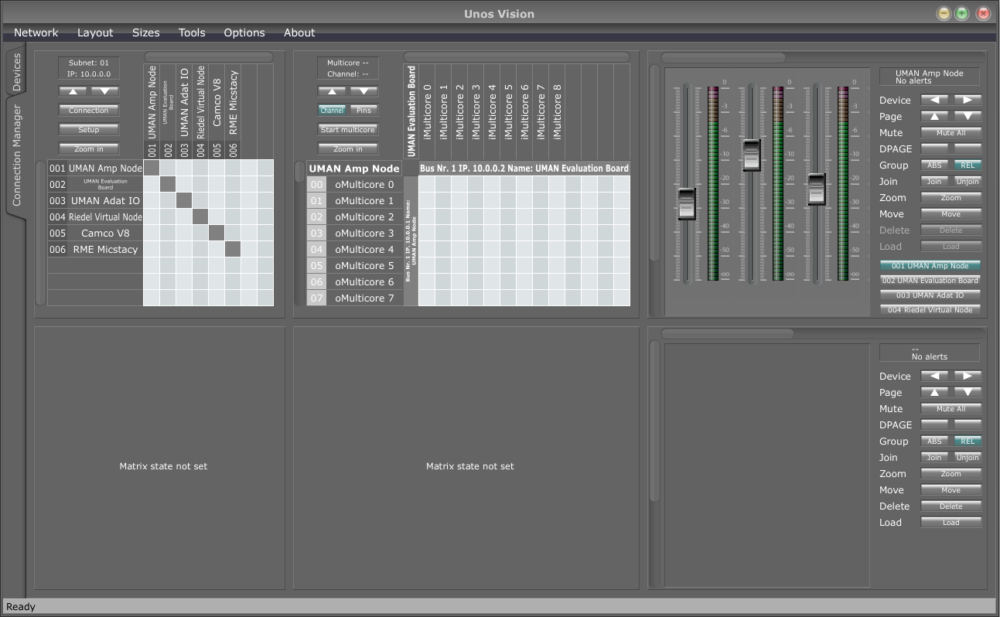 Unos Vision
Network Layout Sizes Tools Options About
Devices
Connection Manager
Subnet: 01
IP: 10.0.0.0
Connection
Setup
Zoom in
001 UMAN Amp Node
002 UMAN Evaluation Board
003 UMAN Adat IO
004 Riedel Virtual Node
005 Camco V8
006 RME Micstacy
001 UMAN Amp Node
002 UMAN Evaluation Board
003 UMAN Adat IO
004 Riedel Virtual Node
005 Camco V8
006 RME Micstacy
Multicore --
Channel: --
Channel Pins
Start multicore
Zoom in
UMAN Evaluation Board
iMulticore 0
iMulticore 1
iMulticore 2
iMulticore 3
iMulticore 4
iMulticore 5
iMulticore 6
iMulticore 7
iMulticore 8
UMAN Amp Node
Bus Nr. 1 IP. 10.0.0.2 Name: UMAN Evaluation Board
00 oMulticore 0
01 oMulticore 1
02 oMulticore 2
03 oMulticore 3
04 oMulticore 4
05 oMulticore 5
06 oMulticore 6
07 oMulticore 7
Bus Nr. 1 IP. 10.0.0.1 Name:
UMAN Amp Node
0 0 0
-3 -3 -3
-6 -6 -6
-10 -10 -10
-20 -20 -20
-30 -30 -30
-40 -40 -40
-50 -50 -50
-oo -oo -oo
UMAN Amp Node
No alerts
Device
Page
Mute Mute All
DPAGE
Group ABS REL
Join Join Unjoin
Zoom Zoom
Move Move
Delete Delete
Load Load
001 UMAN Amp Node
002 UMAN Evaluation Board
003 UMAN Adat IO
004 Riedel Virtual Node
Matrix state not set
Matrix state not set
--
No alerts
Device
Page
Mute Mute All
DPAGE
Group ABS REL
Join Join Unjoin
Zoom Zoom
Move Move
Delete Delete
Load Load
Ready